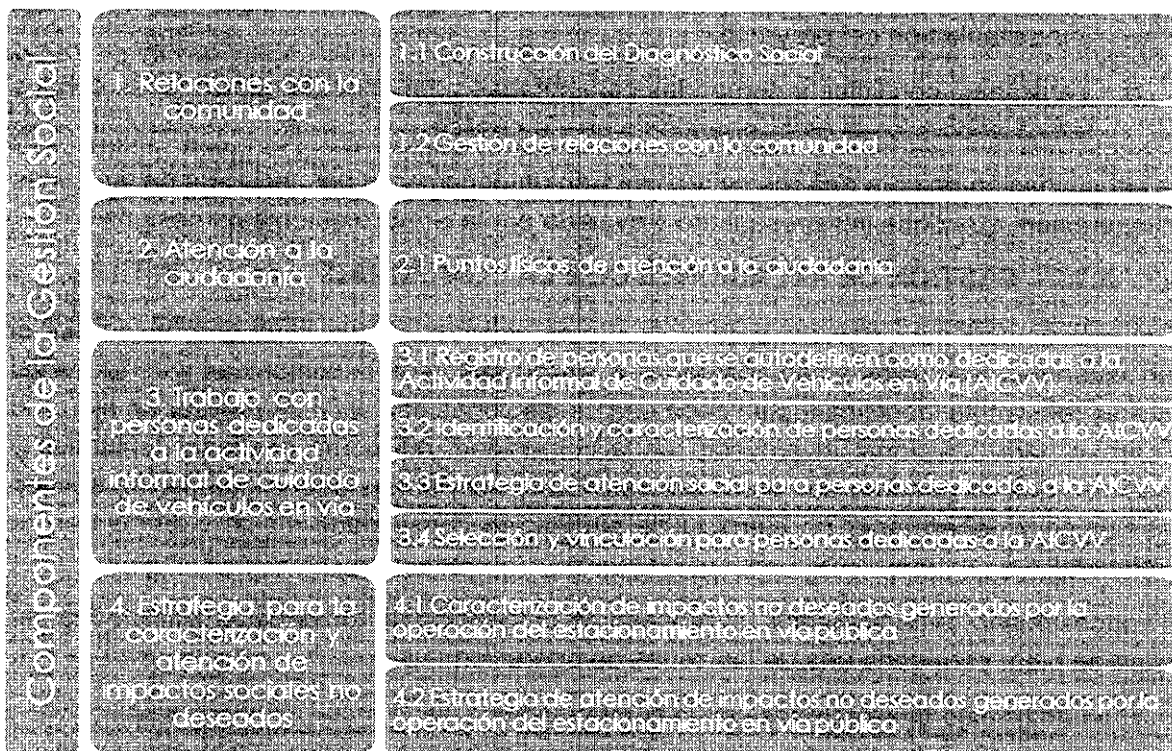 Componentes de la Gestión Social
1. Relaciones con la
comunidad
1.1 Construcción del Diagnóstico Social
1.2 Gestión de relaciones con la comunidad
2. Atención a la
ciudadanía
2.1 Puntos físicos de atención a la ciudadanía
3. Trabajo con
personas dedicadas
a la actividad
informal de cuidado
de vehículos en vía
3.1 Registro de personas que se autodefinen como dedicadas a la
Actividad Informal de Cuidado de Vehículos en Vía (AICVV)
3.2 Identificación y caracterización de personas dedicadas a la AICVV
3.3 Estrategia de atención social para personas dedicadas a la AICVV
3.4 Selección y vinculación para personas dedicadas a la AICVV
4. Estrategia para la
caracterización y
atención de
impactos sociales no
deseados
4.1 Caracterización de impactos no deseados generados por la
operación del estacionamiento en vía pública
4.2 Estrategia de atención de impactos no deseados generados por la
operación del estacionamiento en vía pública